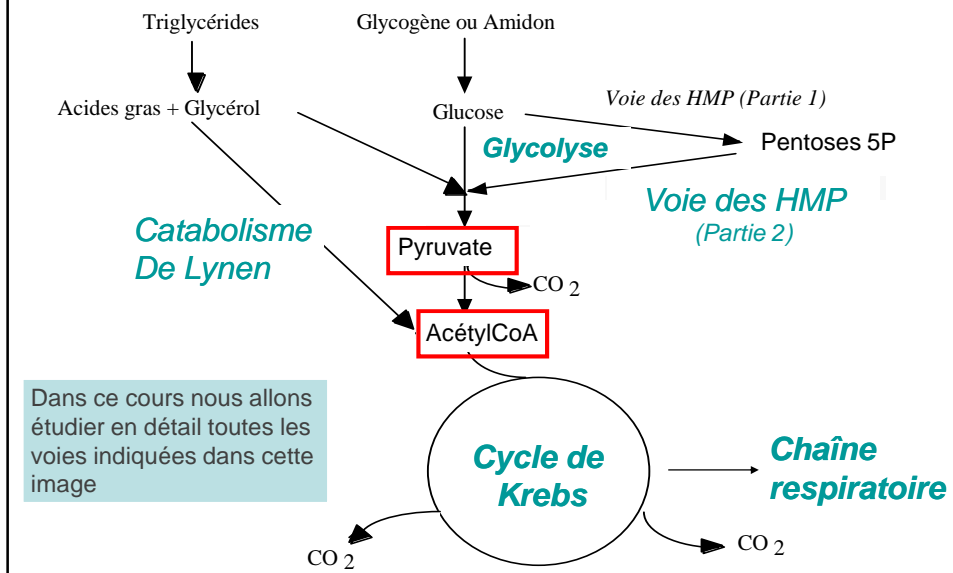 Triglycérides
Glycogène ou Amidon
Acides gras + Glycérol
Glucose
Voie des HMP (Partie 1)
Glycolyse
Pentoses 5P
Voie des HMP
(Partie 2)
Catabolisme
De Lynen
Pyruvate
CO 2
AcétylCoA
Dans ce cours nous allons
étudier en détail toutes les
voies indiquées dans cette
image
Cycle de
Krebs
Chaîne
respiratoire
CO 2
CO 2